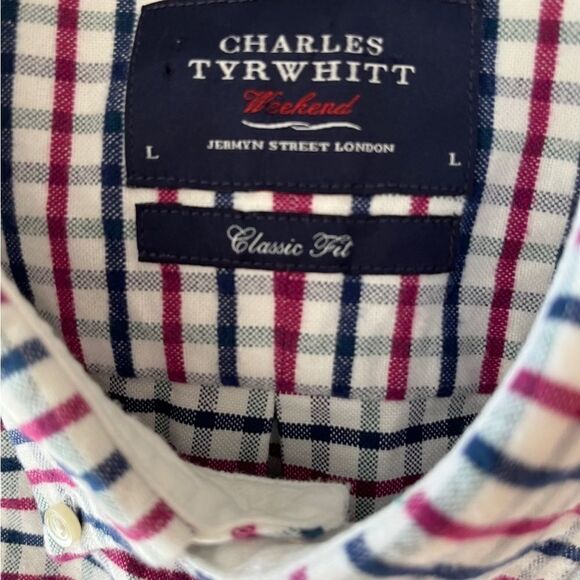 CHARLES
TYRWHITT
Weekend
JERMYN STREET LONDON
L L
Classic Fit